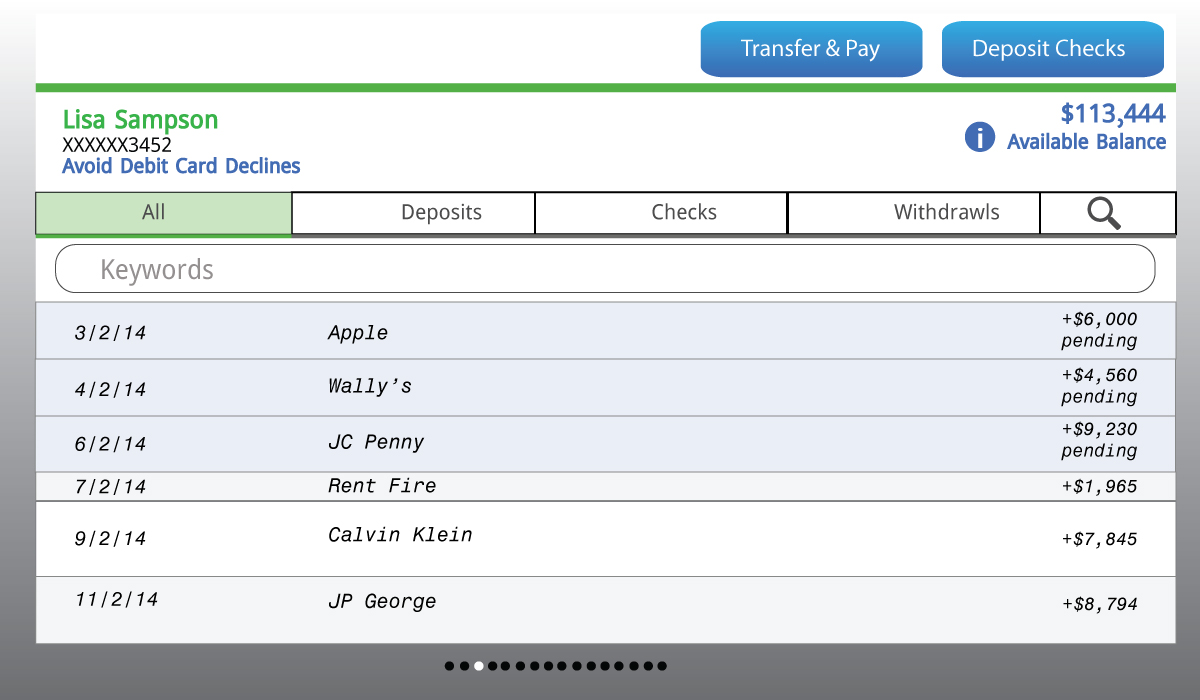 Transfer & Pay
Deposit Checks
Lisa Sampson
XXXXXX3452
Avoid Debit Card Declines
$113,444
i
Available Balance
All
Deposits
Checks
Withdrawls
Keywords
3/2/14 Apple +$6,000
pending
4/2/14 Wally’s +$4,560
pending
6/2/14 JC Penny +$9,230
pending
7/2/14 Rent Fire +$1,965
9/2/14 Calvin Klein +$7,845
11/2/14 JP George +$8,794